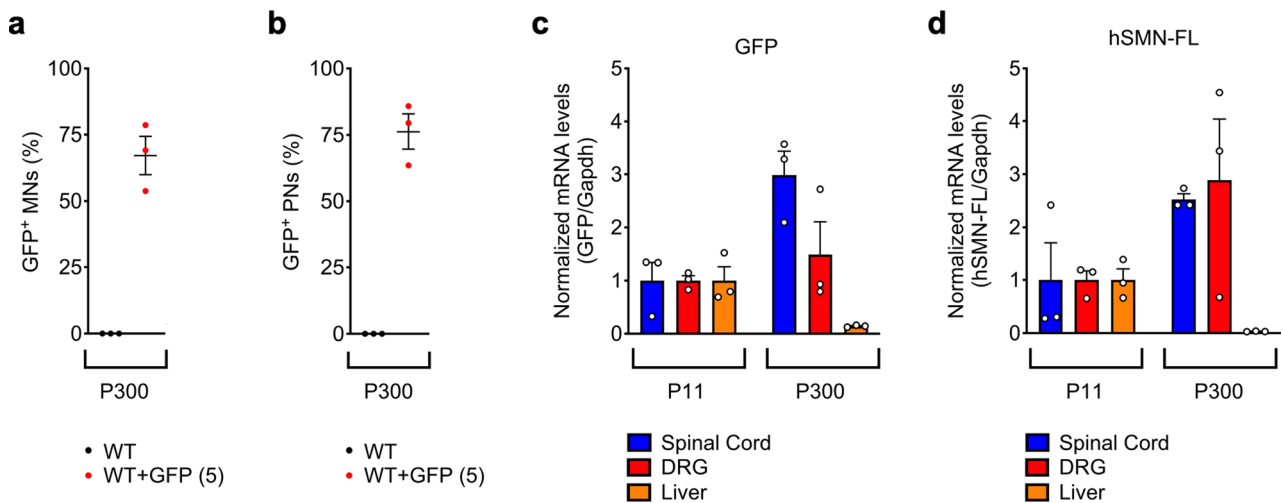 a
GFP⁺ MNs (%)
100
75
50
25
0
P300
WT
WT+GFP (5)
b
GFP⁺ PNs (%)
100
75
50
25
0
P300
WT
WT+GFP (5)
c
GFP
Normalized mRNA levels
(GFP/Gapdh)
5
4
3
2
1
0
P11
P300
Spinal Cord
DRG
Liver
d
hSMN-FL
Normalized mRNA levels
(hSMN-FL/Gapdh)
5
4
3
2
1
0
P11
P300
Spinal Cord
DRG
Liver